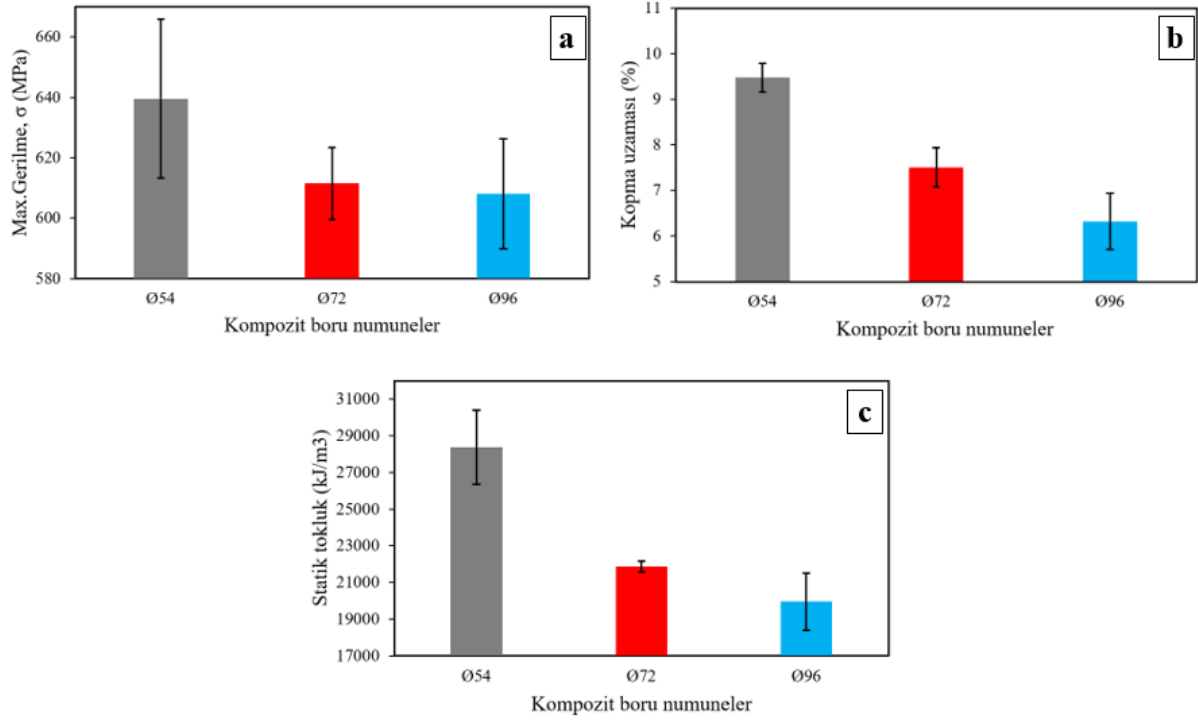 a
Max.Gerilme, σ (MPa)
660
640
620
600
580
Ø54 Ø72 Ø96
Kompozit boru numuneler
b
Kopma uzaması (%)
11
10
9
8
7
6
5
Ø54 Ø72 Ø96
Kompozit boru numuneler
c
Statik tokluk (kJ/m3)
31000
29000
27000
25000
23000
21000
19000
17000
Ø54 Ø72 Ø96
Kompozit boru numuneler